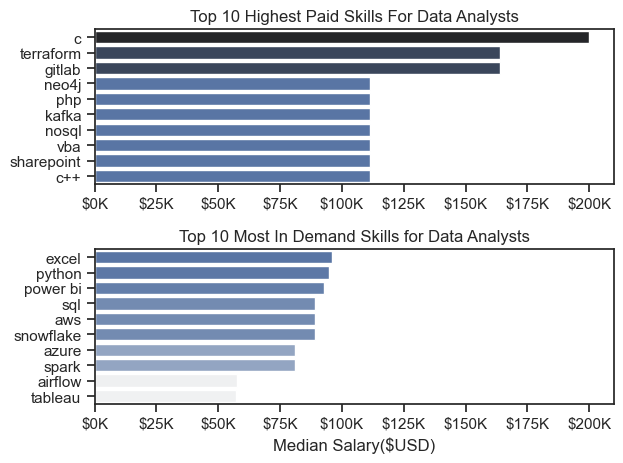 Top 10 Highest Paid Skills For Data Analysts
c
terraform
gitlab
neo4j
php
kafka
nosql
vba
sharepoint
c++
$0K $25K $50K $75K $100K $125K $150K $175K $200K
Top 10 Most In Demand Skills for Data Analysts
excel
python
power bi
sql
aws
snowflake
azure
spark
airflow
tableau
$0K $25K $50K $75K $100K $125K $150K $175K $200K
Median Salary($USD)